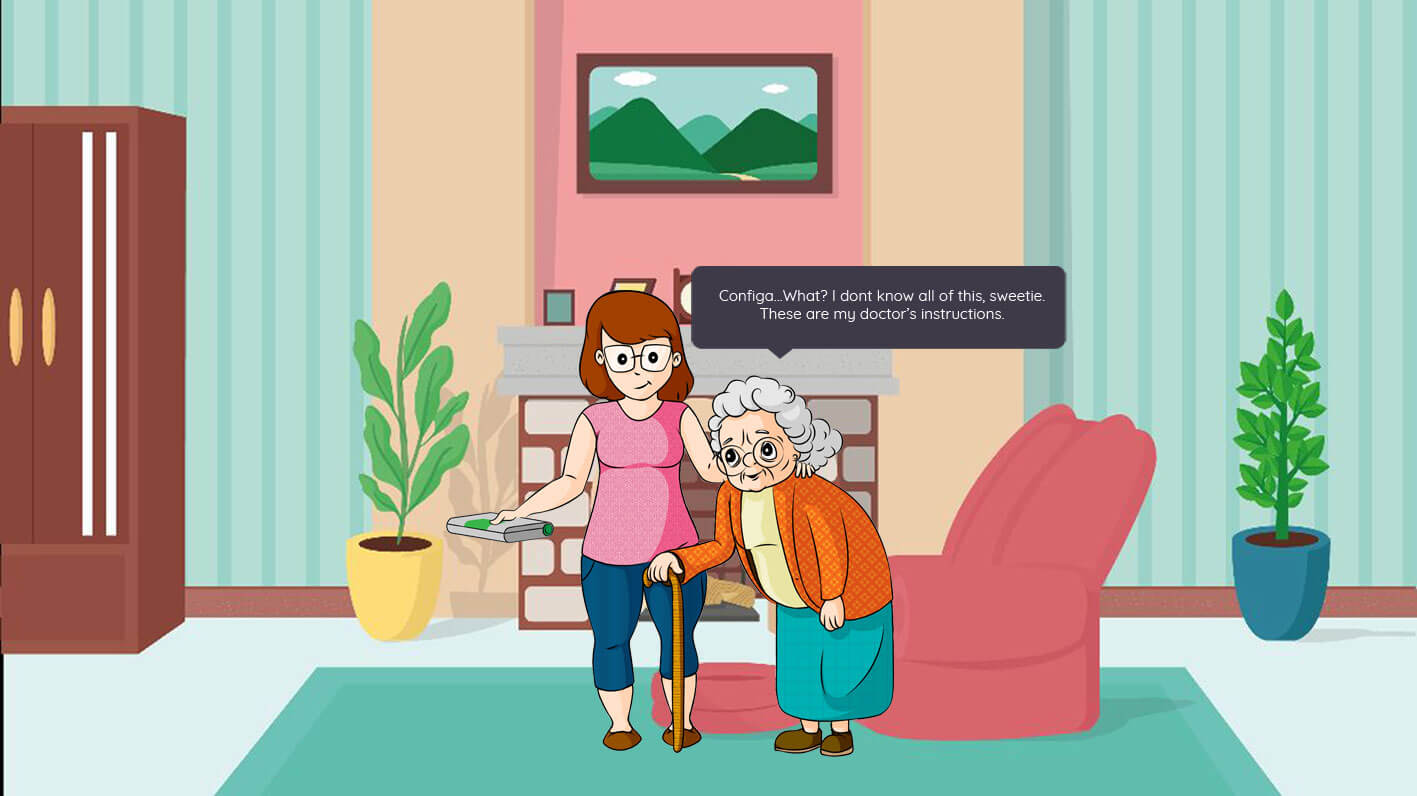 Configa...What? I dont know all of this, sweetie.
These are my doctor’s instructions.